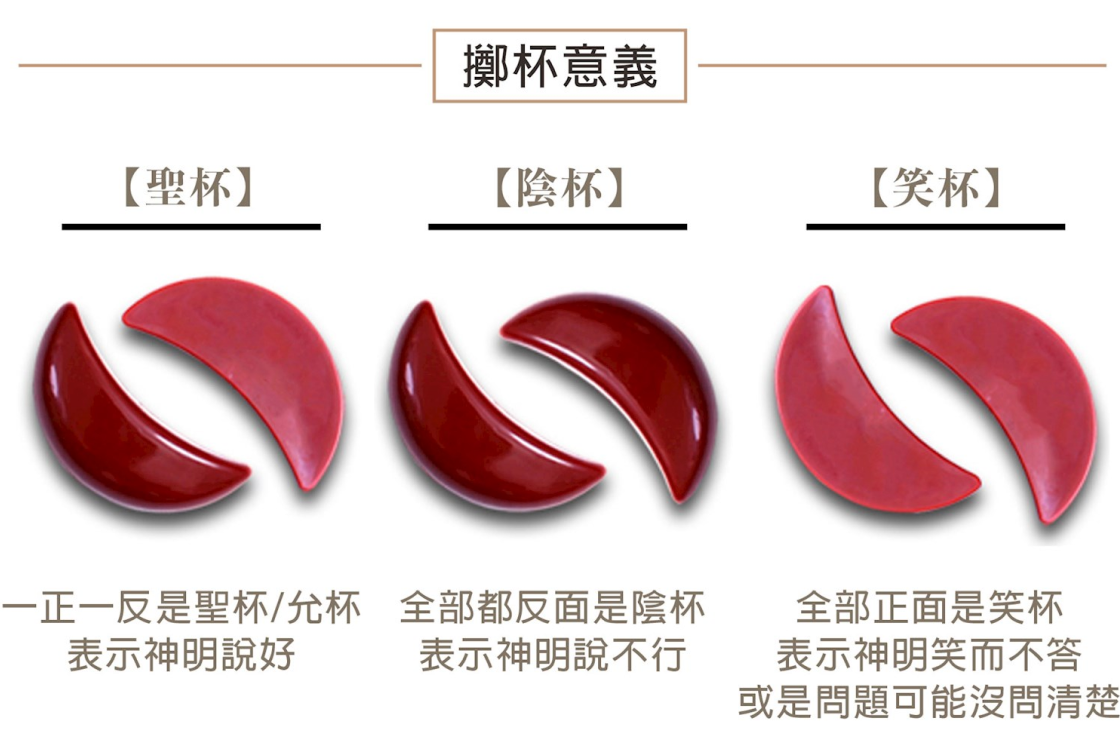 擲杯意義
【聖杯】
【陰杯】
【笑杯】
一正一反是聖杯/允杯
表示神明說好
全部都反面是陰杯
表示神明說不行
全部正面是笑杯
表示神明笑而不答
或是問題可能沒問清楚